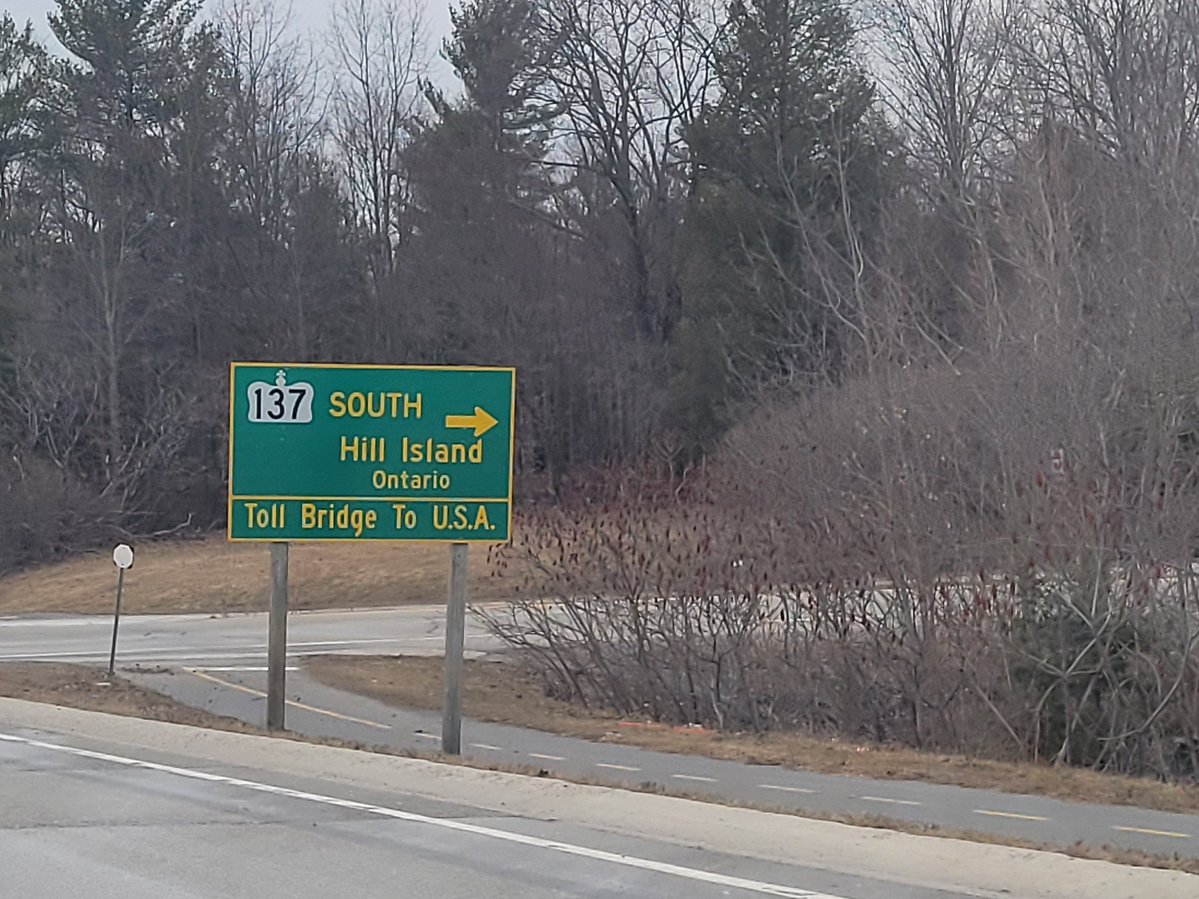 137 SOUTH
Hill Island
Ontario
Toll Bridge To U.S.A.